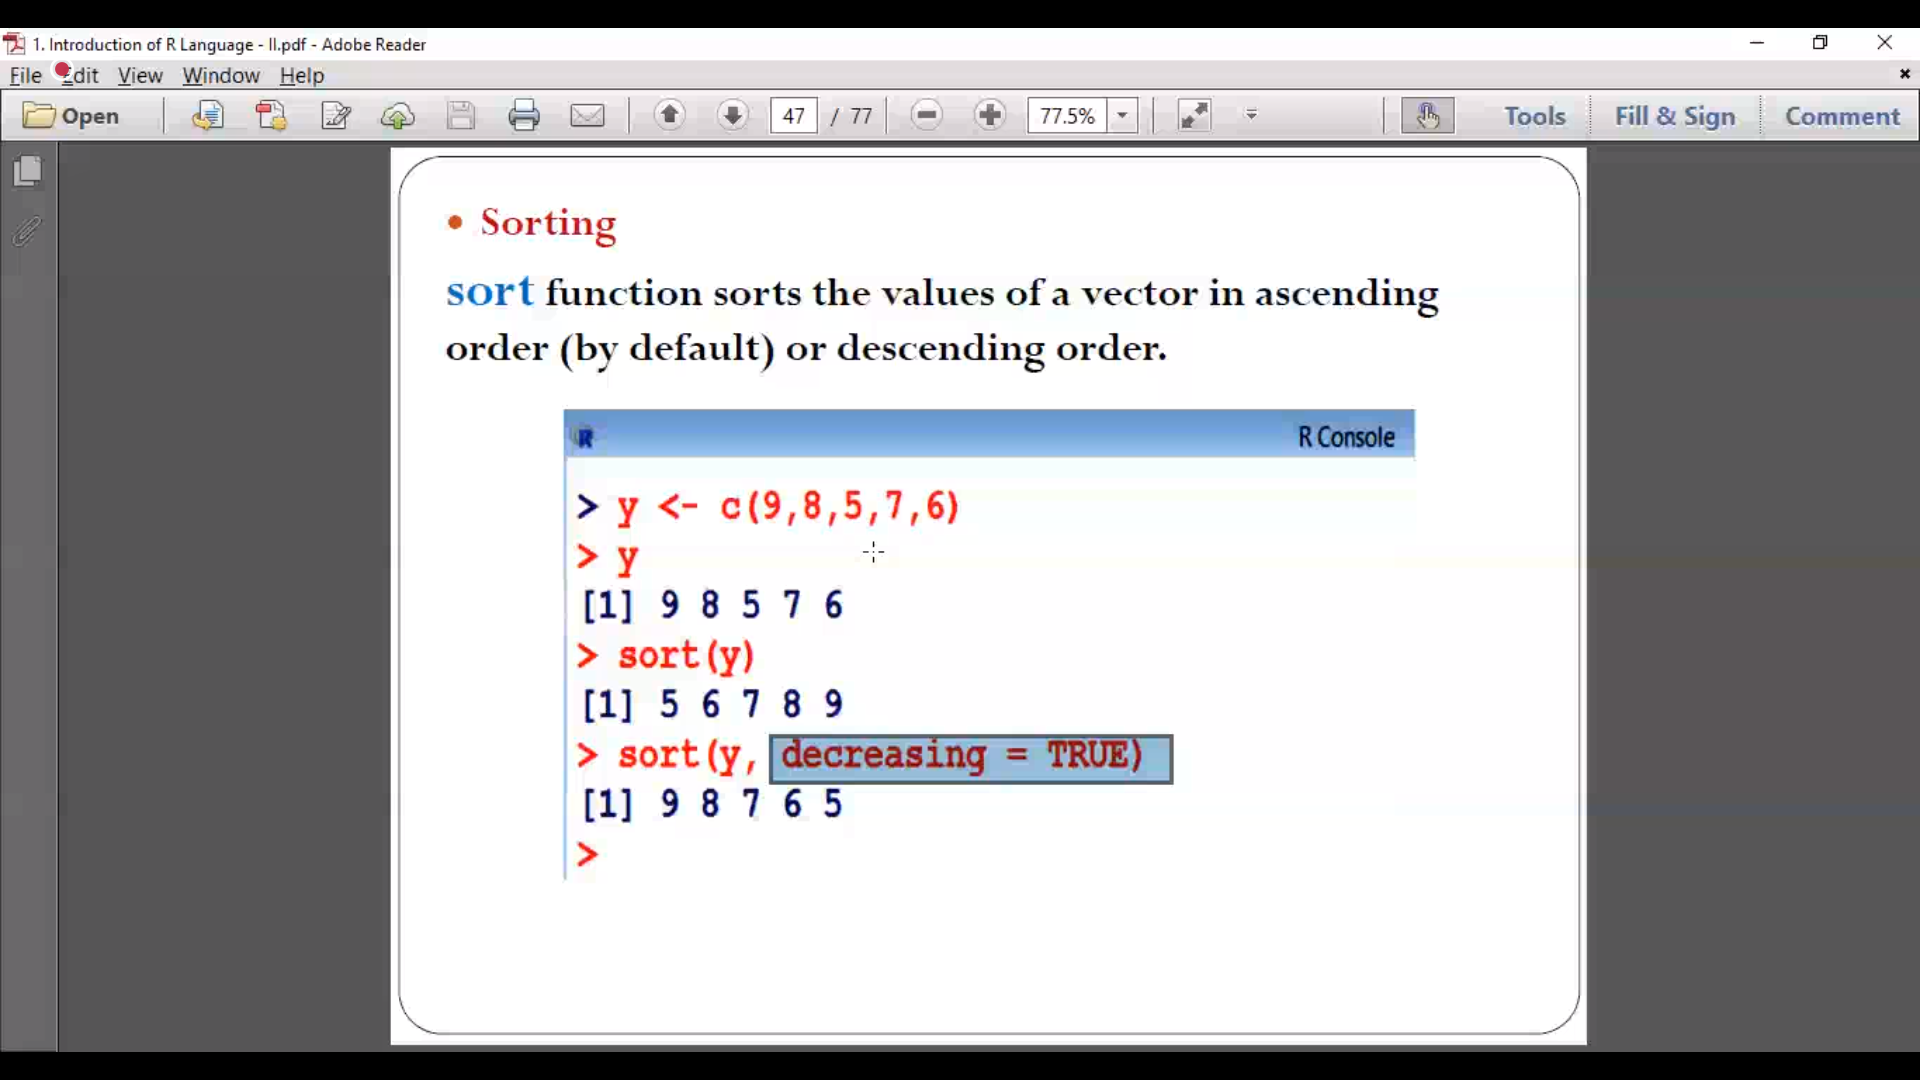 1. Introduction of R Language - II.pdf - Adobe Reader
File Edit View Window Help
Open 47 / 77 77.5% Tools Fill & Sign Comment
• Sorting
sort function sorts the values of a vector in ascending
order (by default) or descending order.
R R Console
> y <- c(9,8,5,7,6)
> y
[1] 9 8 5 7 6
> sort(y)
[1] 5 6 7 8 9
> sort(y, decreasing = TRUE)
[1] 9 8 7 6 5
>